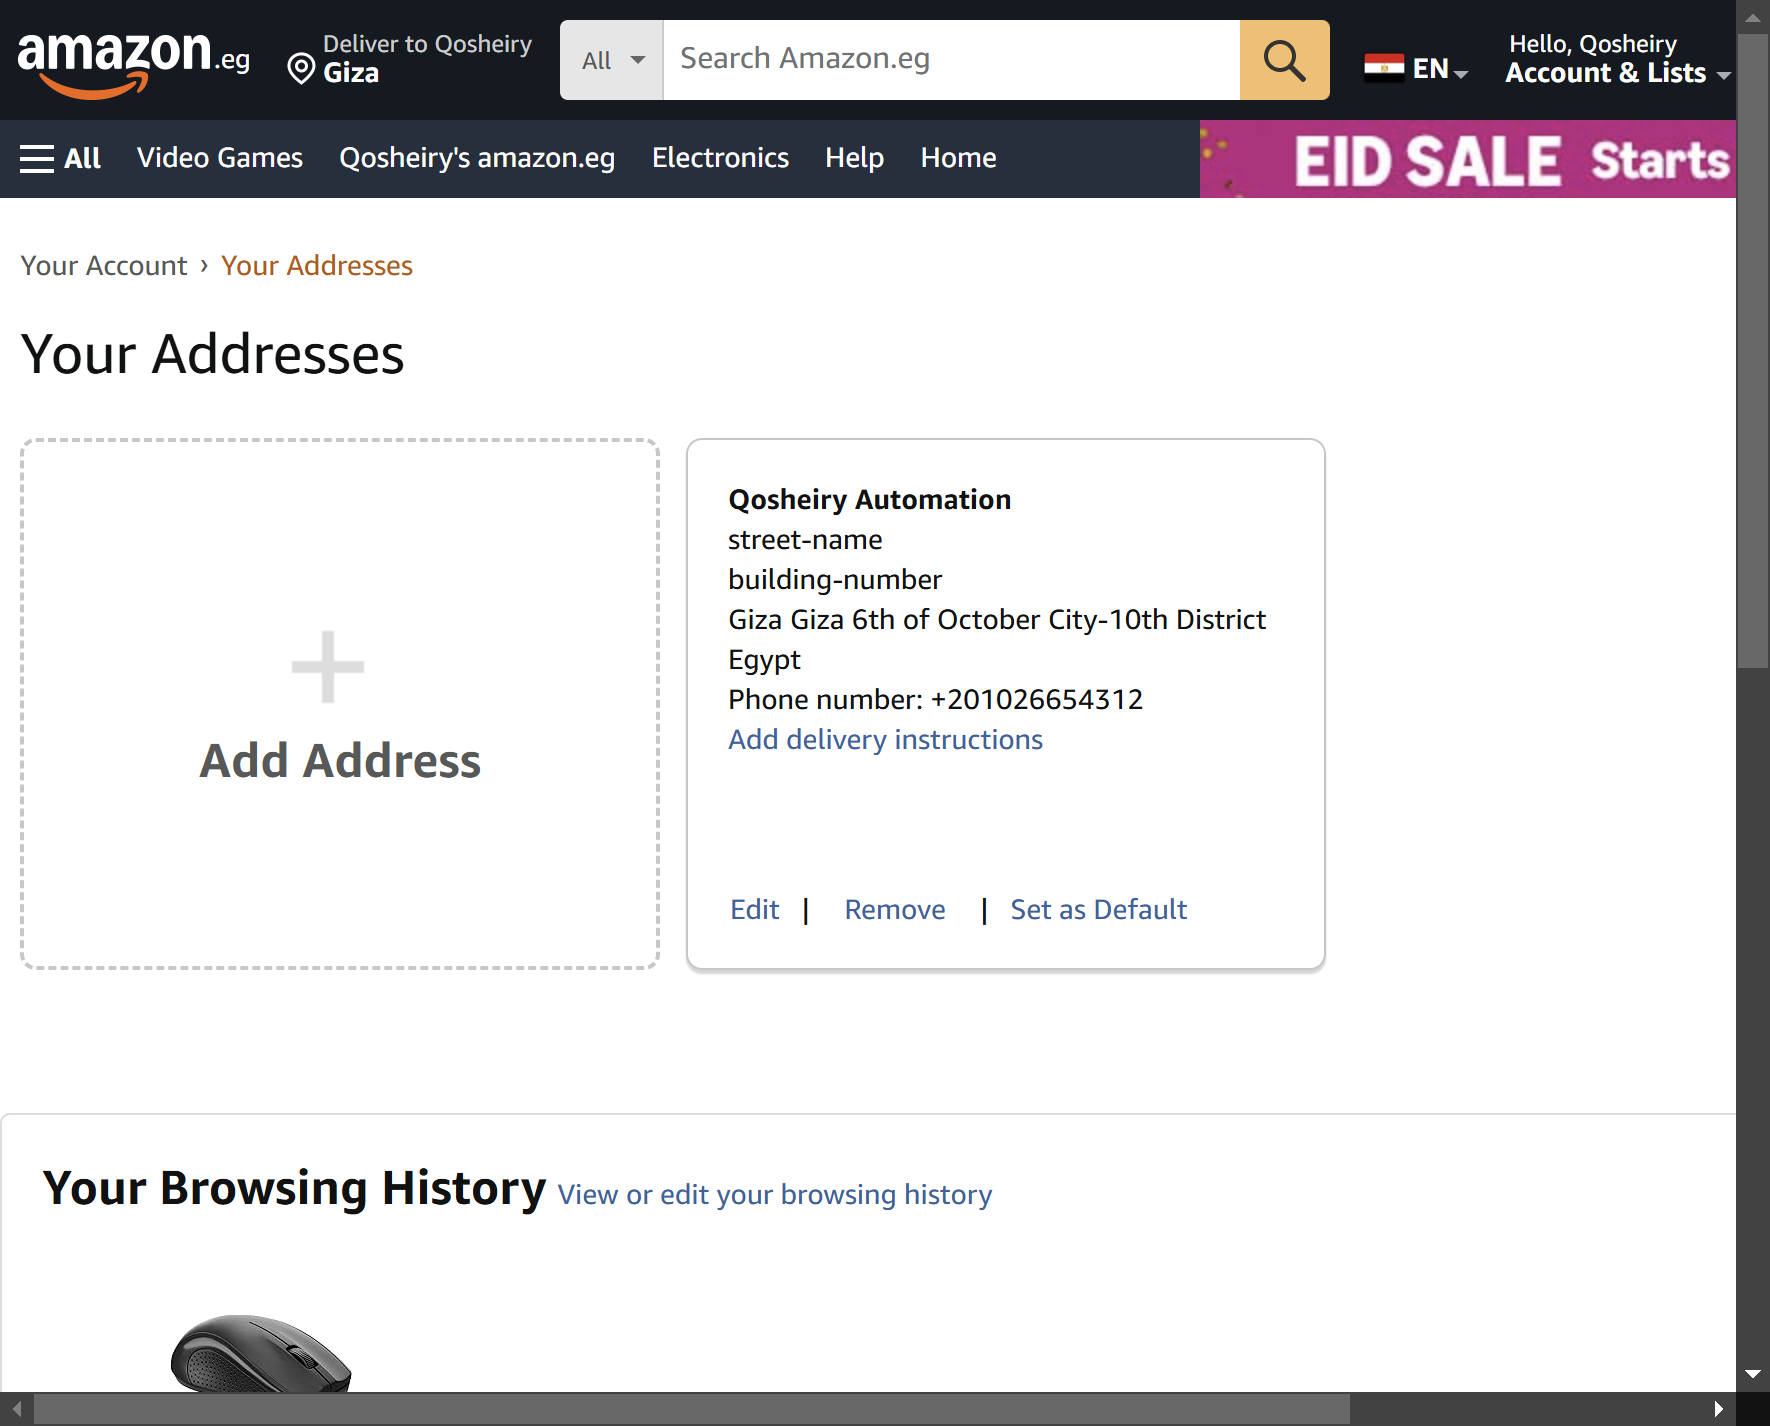 amazon.eg
Deliver to Qosheiry
Giza
All
Search Amazon.eg
EN
Hello, Qosheiry
Account & Lists
All
Video Games
Qosheiry's amazon.eg
Electronics
Help
Home
EID SALE Starts
Your Account › Your Addresses
Your Addresses
Add Address
Qosheiry Automation
street-name
building-number
Giza Giza 6th of October City-10th District
Egypt
Phone number: +201026654312
Add delivery instructions
Edit | Remove | Set as Default
Your Browsing History View or edit your browsing history